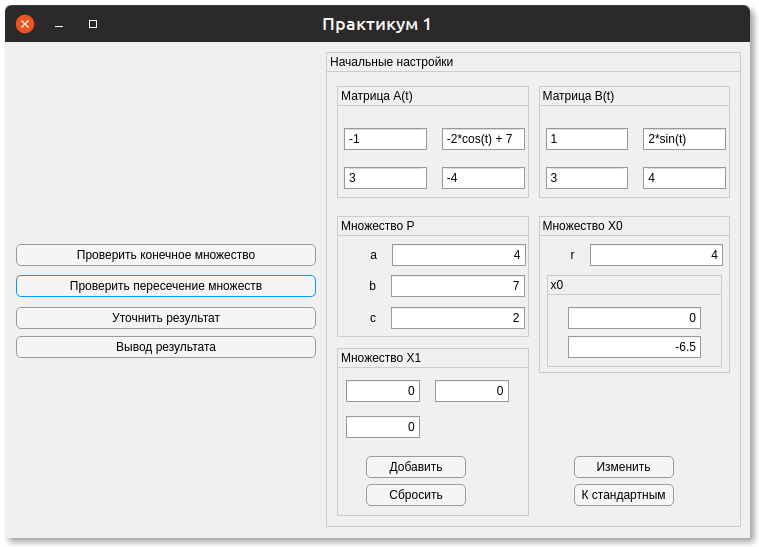 Практикум 1
Проверить конечное множество
Проверить пересечение множеств
Уточнить результат
Вывод результата
Начальные настройки
Матрица A(t)
-1 -2*cos(t) + 7
3 -4
Матрица B(t)
1 2*sin(t)
3 4
Множество P
a 4
b 7
c 2
Множество X0
r 4
x0
0
-6.5
Множество X1
0 0
0
Добавить
Сбросить
Изменить
К стандартным